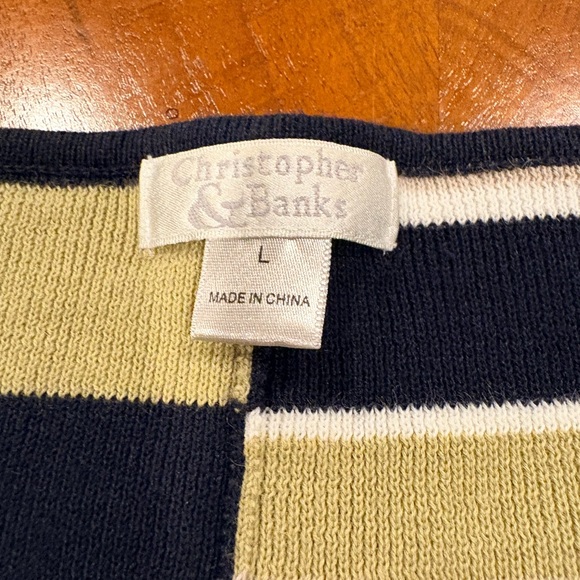 Christopher
& Banks
L
MADE IN CHINA